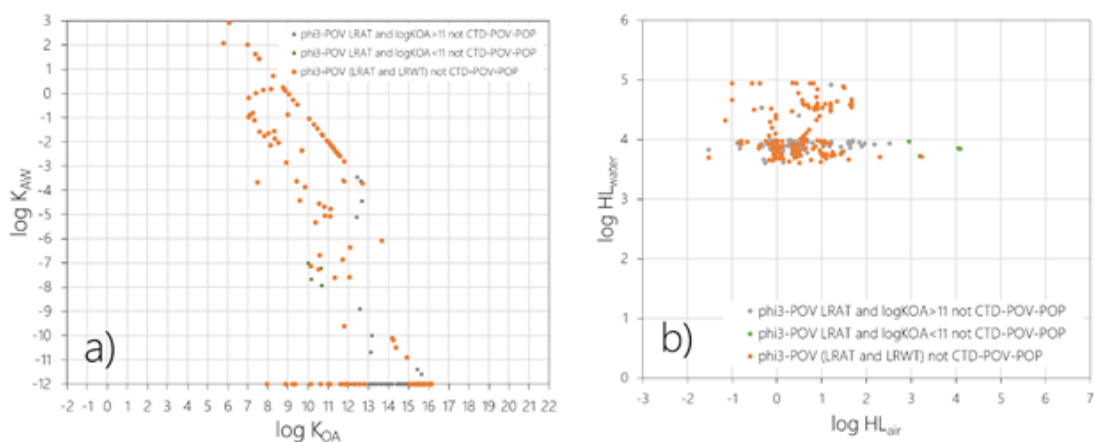 a)
log K_AW
3
2
1
0
-1
-2
-3
-4
-5
-6
-7
-8
-9
-10
-11
-12
phi3-POV LRAT and logKOA>11 not CTD-POV-POP
phi3-POV LRAT and logKOA<11 not CTD-POV-POP
phi3-POV (LRAT and LRWT) not CTD-POV-POP
-2 -1 0 1 2 3 4 5 6 7 8 9 10 11 12 13 14 15 16 17 18 19 20 21 22
log K_OA
b)
log HL_water
6
5
4
3
2
1
0
phi3-POV LRAT and logKOA>11 not CTD-POV-POP
phi3-POV LRAT and logKOA<11 not CTD-POV-POP
phi3-POV (LRAT and LRWT) not CTD-POV-POP
-3 -2 -1 0 1 2 3 4 5 6 7
log HL_air